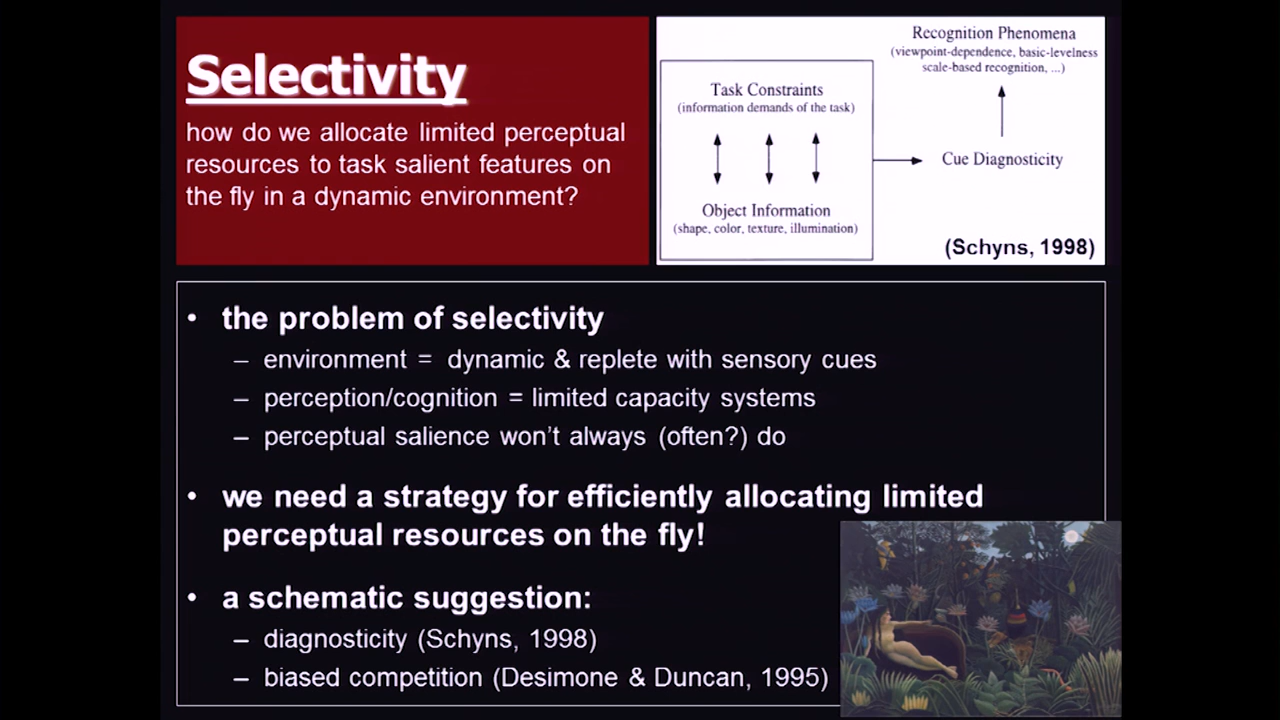 Selectivity
how do we allocate limited perceptual
resources to task salient features on
the fly in a dynamic environment?
Recognition Phenomena
(viewpoint-dependence, basic-levelness
scale-based recognition, ...)
Task Constraints
(information demands of the task)
Cue Diagnosticity
Object Information
(shape, color, texture, illumination)
(Schyns, 1998)
• the problem of selectivity
– environment = dynamic & replete with sensory cues
– perception/cognition = limited capacity systems
– perceptual salience won't always (often?) do
• we need a strategy for efficiently allocating limited
perceptual resources on the fly!
• a schematic suggestion:
– diagnosticity (Schyns, 1998)
– biased competition (Desimone & Duncan, 1995)